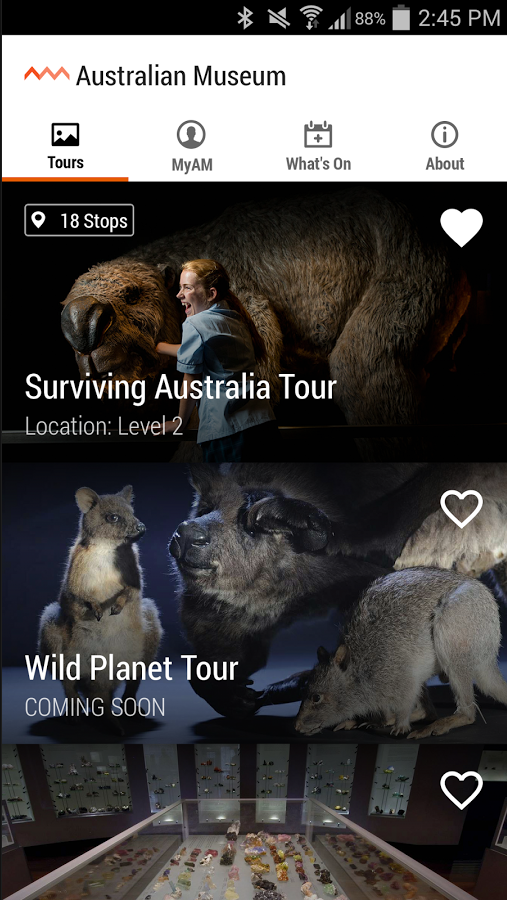 88% 2:45 PM
Australian Museum
Tours MyAM What's On About
18 Stops
Surviving Australia Tour
Location: Level 2
Wild Planet Tour
COMING SOON